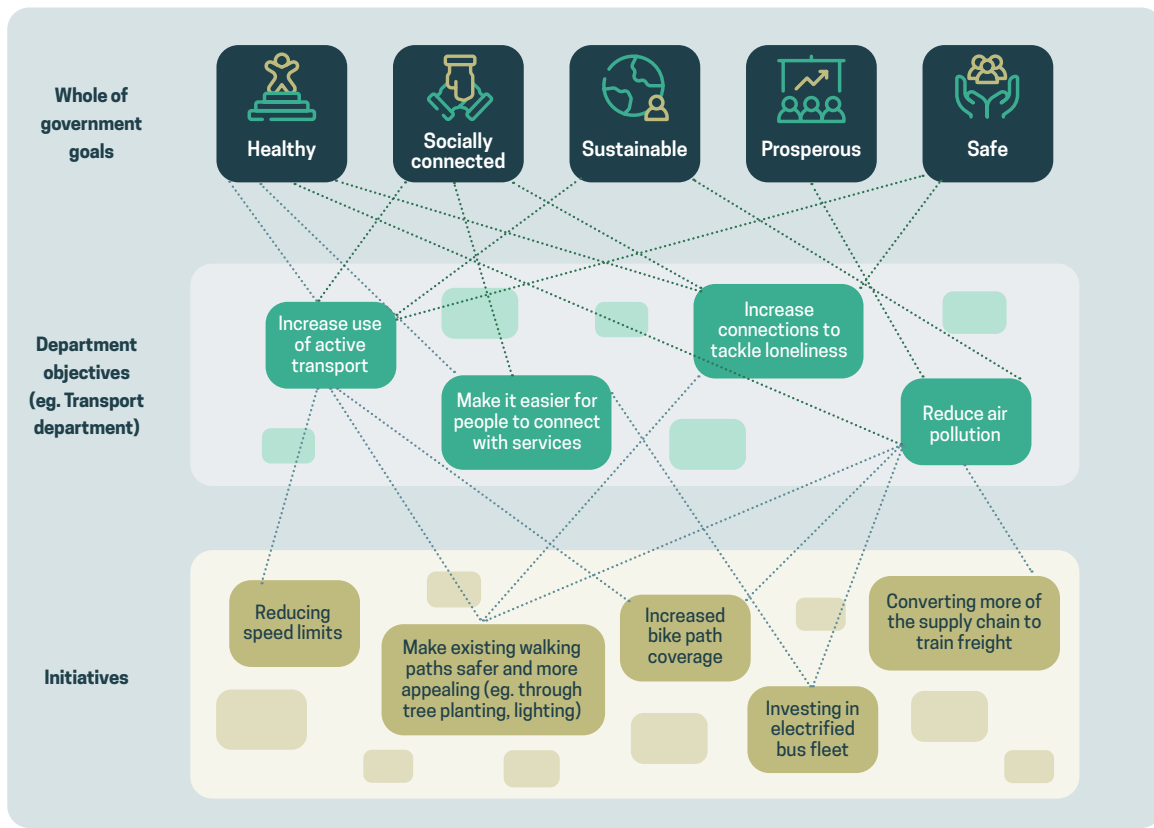 Whole of
government
goals
Healthy
Socially
connected
Sustainable
Prosperous
Safe
Department
objectives
(eg. Transport
department)
Increase use
of active
transport
Make it easier for
people to connect
with services
Increase
connections to
tackle loneliness
Reduce air
pollution
Initiatives
Reducing
speed limits
Make existing walking
paths safer and more
appealing (eg. through
tree planting, lighting)
Increased
bike path
coverage
Investing in
electrified
bus fleet
Converting more of
the supply chain to
train freight